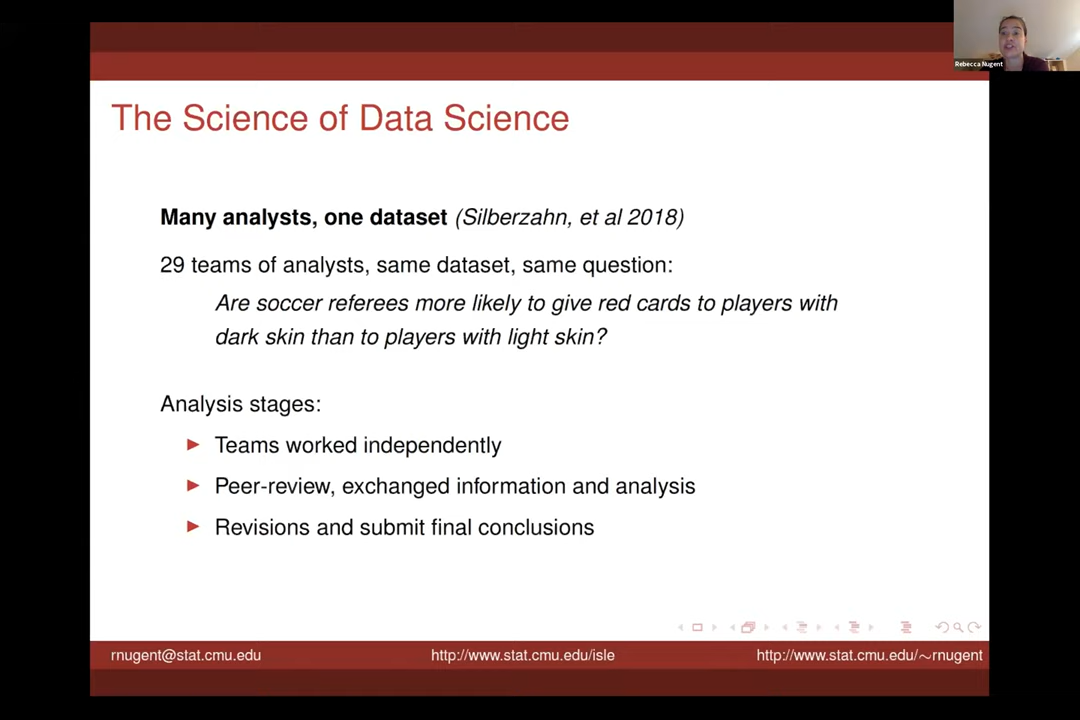 Rebecca Nugent
The Science of Data Science
Many analysts, one dataset (Silberzahn, et al 2018)
29 teams of analysts, same dataset, same question:
Are soccer referees more likely to give red cards to players with
dark skin than to players with light skin?
Analysis stages:
Teams worked independently
Peer-review, exchanged information and analysis
Revisions and submit final conclusions
rnugent@stat.cmu.edu http://www.stat.cmu.edu/isle http://www.stat.cmu.edu/~rnugent